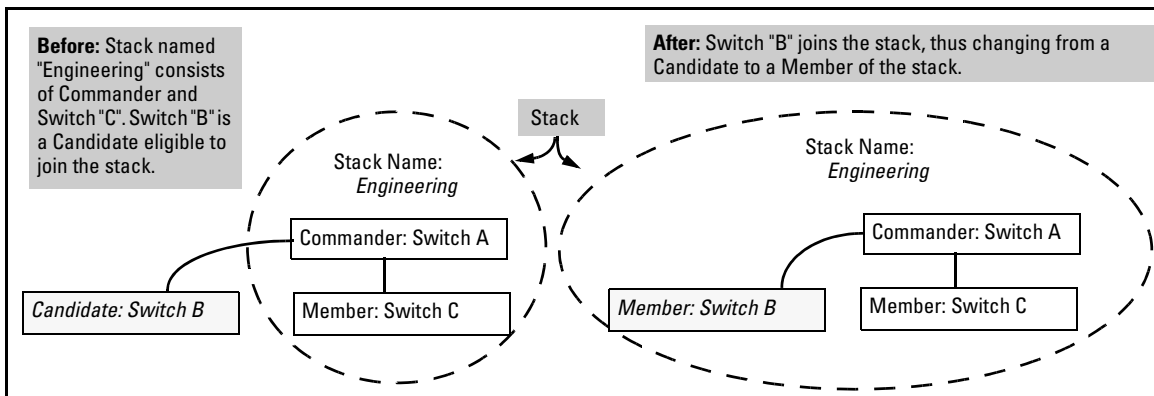 Before: Stack named
"Engineering" consists
of Commander and
Switch "C". Switch "B" is
a Candidate eligible to
join the stack.
After: Switch "B" joins the stack, thus changing from a
Candidate to a Member of the stack.
Stack
Stack Name:
Engineering
Commander: Switch A
Candidate: Switch B
Member: Switch C
Stack Name:
Engineering
Commander: Switch A
Member: Switch B
Member: Switch C